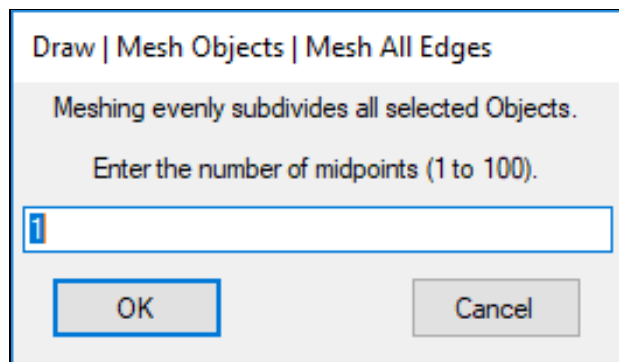 Draw | Mesh Objects | Mesh All Edges
Meshing evenly subdivides all selected Objects.
Enter the number of midpoints (1 to 100).
1
OK
Cancel